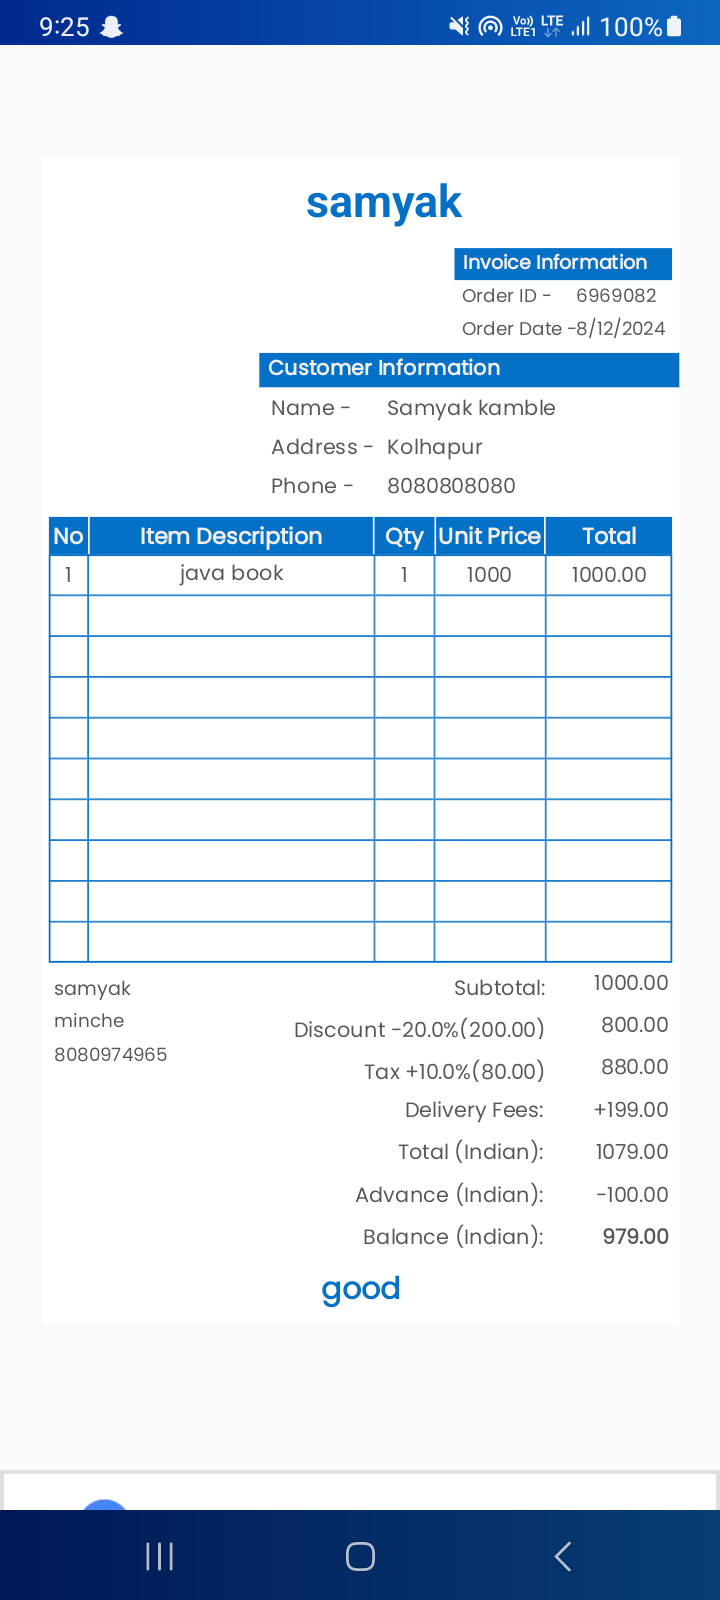 9:25 Vo)) LTE1 LTE 100%
samyak
Invoice Information
Order ID - 6969082
Order Date -8/12/2024
Customer Information
Name - Samyak kamble
Address - Kolhapur
Phone - 8080808080
No Item Description Qty Unit Price Total
1 java book 1 1000 1000.00
samyak Subtotal: 1000.00
minche Discount -20.0%(200.00) 800.00
8080974965 Tax +10.0%(80.00) 880.00
Delivery Fees: +199.00
Total (Indian): 1079.00
Advance (Indian): -100.00
Balance (Indian): 979.00
good